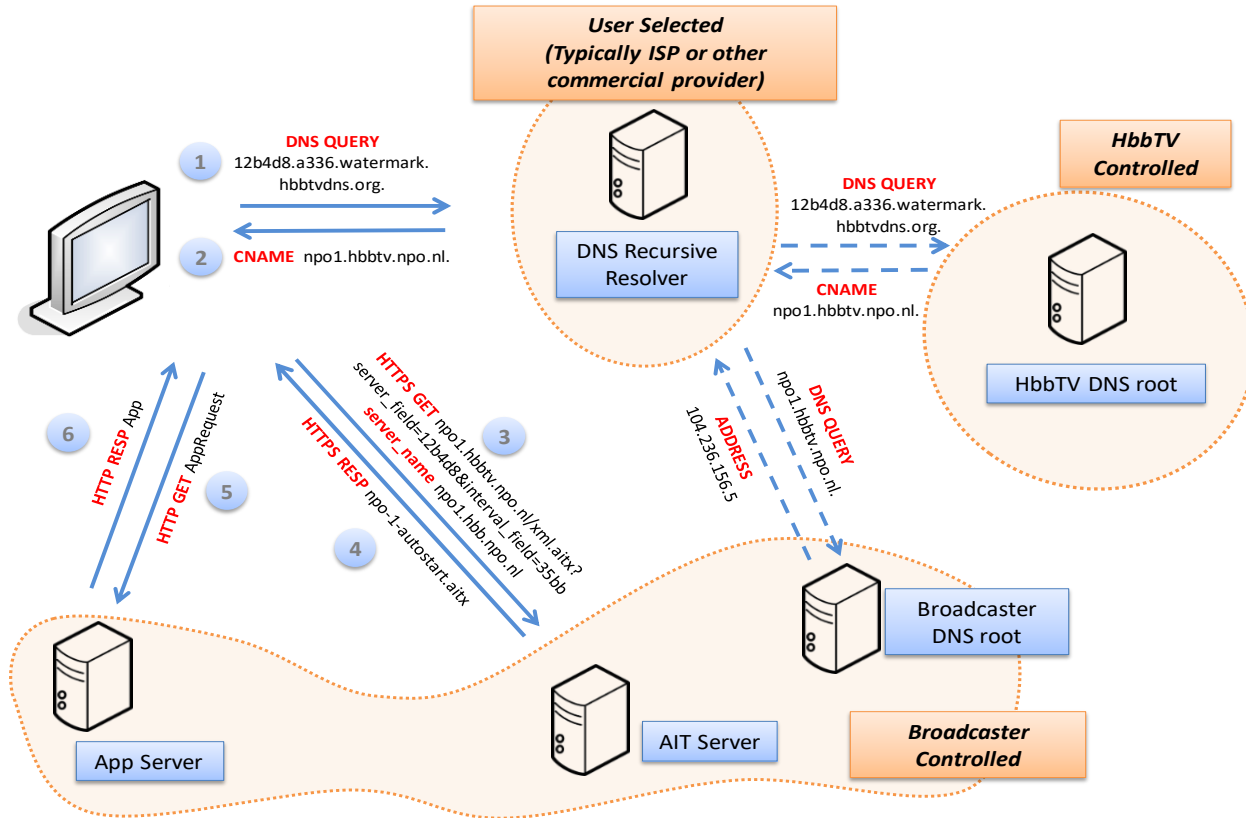 User Selected
(Typically ISP or other
commercial provider)
1
DNS QUERY
12b4d8.a336.watermark.
hbbtvdns.org.
2
CNAME npo1.hbbtv.npo.nl.
DNS Recursive
Resolver
DNS QUERY
12b4d8.a336.watermark.
hbbtvdns.org.
CNAME
npo1.hbbtv.npo.nl.
HbbTV
Controlled
HbbTV DNS root
6
HTTP RESP App
HTTP GET AppRequest
5
3
HTTPS GET npo1.hbbtv.npo.nl/xml.aitx?
server_field=12b4d8&interval_field=35bb
server_name npo1.hbb.npo.nl
HTTPS RESP npo-1-autostart.aitx
4
DNS QUERY
npo1.hbbtv.npo.nl.
ADDRESS
104.236.156.5
Broadcaster
DNS root
App Server
AIT Server
Broadcaster
Controlled